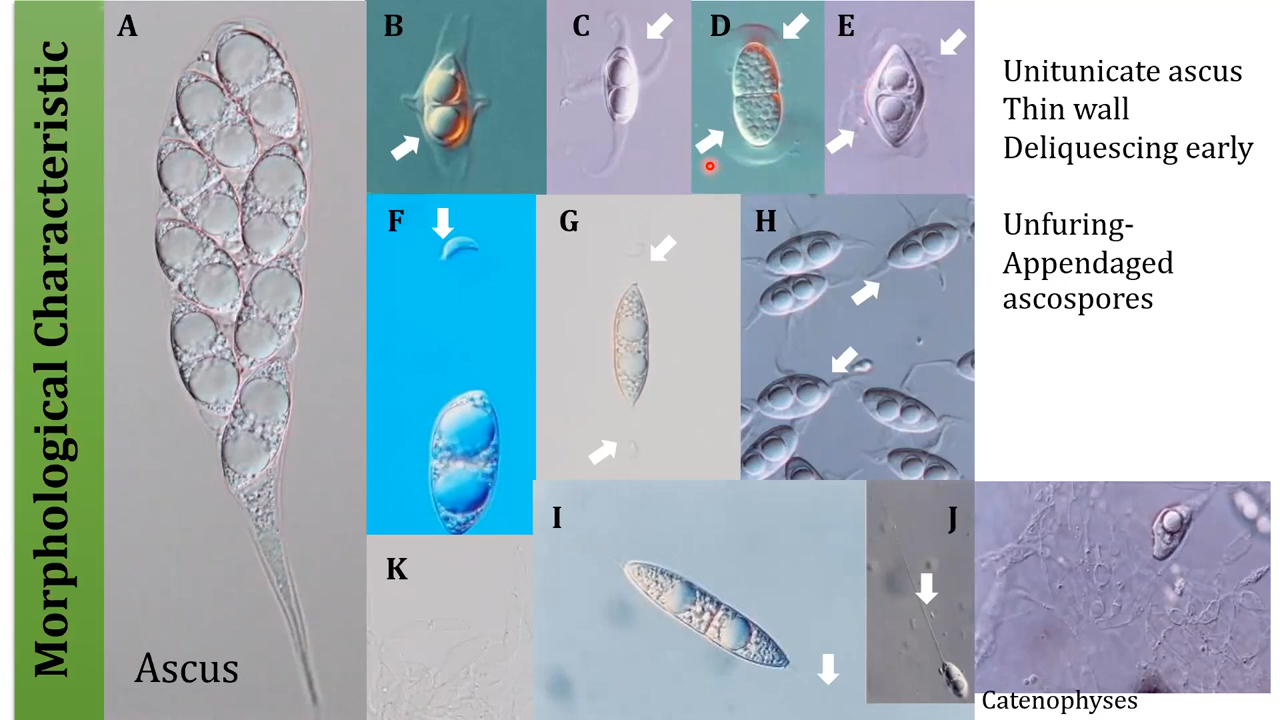 Morphological Characteristic
A
B
C
D
E
F
G
H
I
J
K
Ascus
Unitunicate ascus
Thin wall
Deliquescing early
Unfuring-
Appendaged
ascospores
Catenophyses